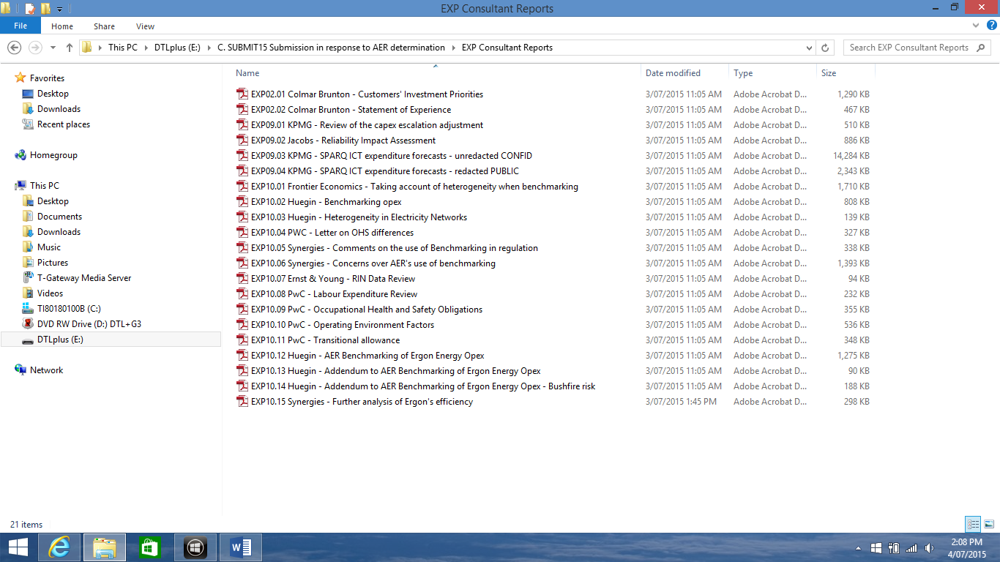 EXP Consultant Reports
File Home Share View
This PC DTLplus (E:) C. SUBMIT15 Submission in response to AER determination EXP Consultant Reports Search EXP Consultant Reports
Favorites
Desktop
Downloads
Recent places
Homegroup
This PC
Desktop
Documents
Downloads
Music
Pictures
T-Gateway Media Server
Videos
TI80180100B (C:)
DVD RW Drive (D:) DTL+G3
DTLplus (E:)
Network
Name Date modified Type Size
EXP02.01 Colmar Brunton - Customers' Investment Priorities 3/07/2015 11:05 AM Adobe Acrobat D... 1,290 KB
EXP02.02 Colmar Brunton - Statement of Experience 3/07/2015 11:05 AM Adobe Acrobat D... 467 KB
EXP09.01 KPMG - Review of the capex escalation adjustment 3/07/2015 11:05 AM Adobe Acrobat D... 510 KB
EXP09.02 Jacobs - Reliability Impact Assessment 3/07/2015 11:05 AM Adobe Acrobat D... 886 KB
EXP09.03 KPMG - SPARQ ICT expenditure forecasts - unredacted CONFID 3/07/2015 11:05 AM Adobe Acrobat D... 14,284 KB
EXP09.04 KPMG - SPARQ ICT expenditure forecasts - redacted PUBLIC 3/07/2015 11:05 AM Adobe Acrobat D... 2,343 KB
EXP10.01 Frontier Economics - Taking account of heterogeneity when benchmarking 3/07/2015 11:05 AM Adobe Acrobat D... 1,710 KB
EXP10.02 Huegin - Benchmarking opex 3/07/2015 11:05 AM Adobe Acrobat D... 808 KB
EXP10.03 Huegin - Heterogeneity in Electricity Networks 3/07/2015 11:05 AM Adobe Acrobat D... 139 KB
EXP10.04 PWC - Letter on OHS differences 3/07/2015 11:05 AM Adobe Acrobat D... 327 KB
EXP10.05 Synergies - Comments on the use of Benchmarking in regulation 3/07/2015 11:05 AM Adobe Acrobat D... 338 KB
EXP10.06 Synergies - Concerns over AER's use of benchmarking 3/07/2015 11:05 AM Adobe Acrobat D... 1,393 KB
EXP10.07 Ernst & Young - RIN Data Review 3/07/2015 11:05 AM Adobe Acrobat D... 94 KB
EXP10.08 PwC - Labour Expenditure Review 3/07/2015 11:05 AM Adobe Acrobat D... 232 KB
EXP10.09 PwC - Occupational Health and Safety Obligations 3/07/2015 11:05 AM Adobe Acrobat D... 355 KB
EXP10.10 PwC - Operating Environment Factors 3/07/2015 11:05 AM Adobe Acrobat D... 536 KB
EXP10.11 PwC - Transitional allowance 3/07/2015 11:05 AM Adobe Acrobat D... 348 KB
EXP10.12 Huegin - AER Benchmarking of Ergon Energy Opex 3/07/2015 11:05 AM Adobe Acrobat D... 1,275 KB
EXP10.13 Huegin - Addendum to AER Benchmarking of Ergon Energy Opex 3/07/2015 11:05 AM Adobe Acrobat D... 90 KB
EXP10.14 Huegin - Addendum to AER Benchmarking of Ergon Energy Opex - Bushfire risk 3/07/2015 11:05 AM Adobe Acrobat D... 188 KB
EXP10.15 Synergies - Further analysis of Ergon's efficiency 3/07/2015 1:45 PM Adobe Acrobat D... 298 KB
21 items
2:08 PM
4/07/2015